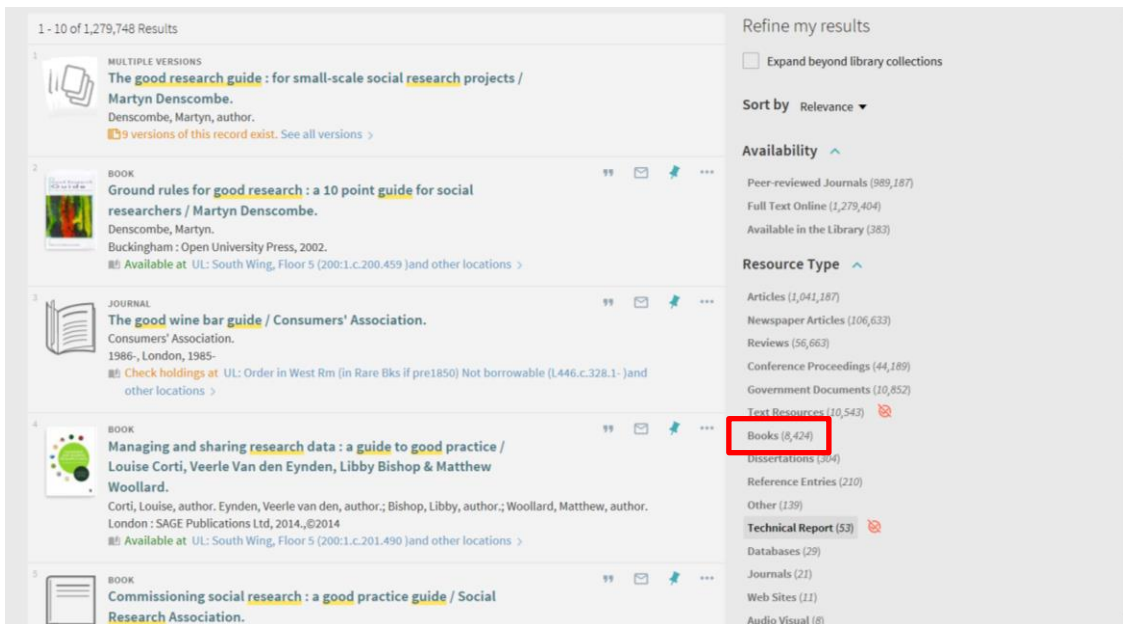 1 - 10 of 1,279,748 Results
1
MULTIPLE VERSIONS
The good research guide : for small-scale social research projects /
Martyn Denscombe.
Denscombe, Martyn, author.
9 versions of this record exist. See all versions >
2
BOOK
Ground rules for good research : a 10 point guide for social
researchers / Martyn Denscombe.
Denscombe, Martyn.
Buckingham : Open University Press, 2002.
Available at UL: South Wing, Floor 5 (200:1.c.200.459 )and other locations >
3
JOURNAL
The good wine bar guide / Consumers' Association.
Consumers' Association.
1986-, London, 1985-
Check holdings at UL: Order in West Rm (in Rare Bks if pre1850) Not borrowable (L446.c.328.1- )and
other locations >
4
BOOK
Managing and sharing research data : a guide to good practice /
Louise Corti, Veerle Van den Eynden, Libby Bishop & Matthew
Woollard.
Corti, Louise, author. Eynden, Veerle van den, author.; Bishop, Libby, author.; Woollard, Matthew, author.
London : SAGE Publications Ltd, 2014.,©2014
Available at UL: South Wing, Floor 5 (200:1.c.201.490 )and other locations >
5
BOOK
Commissioning social research : a good practice guide / Social
Research Association.
Refine my results
Expand beyond library collections
Sort by Relevance
Availability
Peer-reviewed Journals (989,187)
Full Text Online (1,279,404)
Available in the Library (383)
Resource Type
Articles (1,041,187)
Newspaper Articles (106,633)
Reviews (56,663)
Conference Proceedings (44,189)
Government Documents (10,852)
Text Resources (10,543)
Books (8,424)
Dissertations (304)
Reference Entries (210)
Other (139)
Technical Report (53)
Databases (29)
Journals (21)
Web Sites (11)
Audio Visual (8)